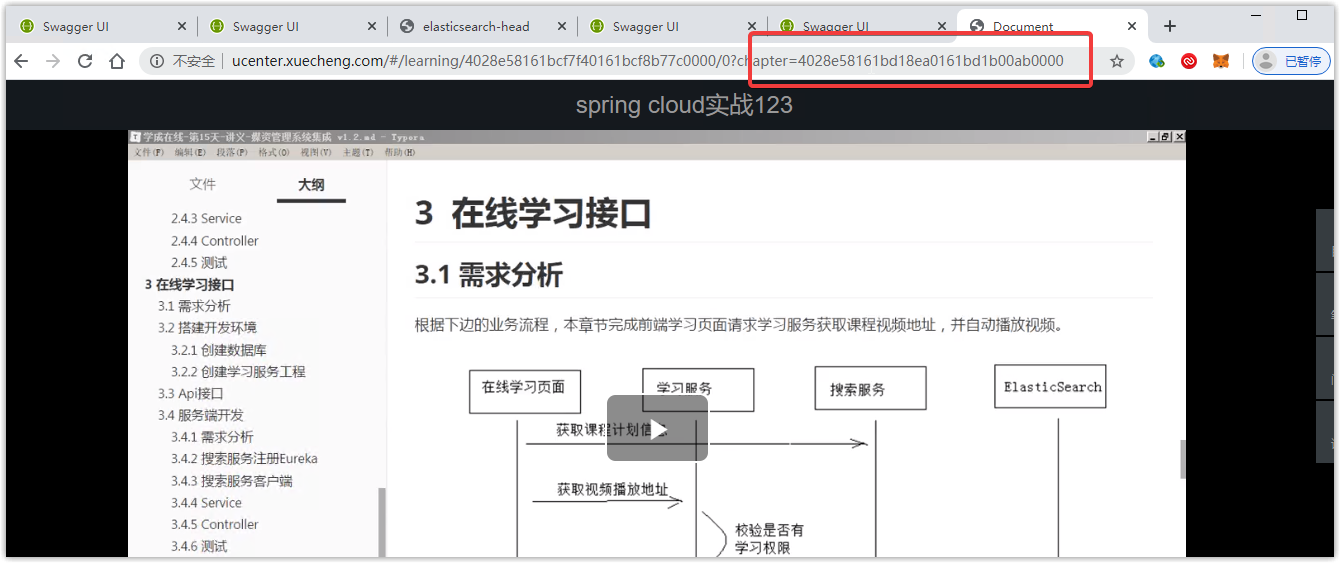 Swagger UI
Swagger UI
elasticsearch-head
Swagger UI
Swagger UI
Document
不安全
ucenter.xuecheng.com/#/learning/4028e58161bcf7f40161bcf8b77c0000/0?chapter=4028e58161bd18ea0161bd1b00ab0000
已暂停
spring cloud实战123
学成在线-第15天-讲义-媒资管理系统集成 v1.2.md - Typora
文件(F) 编辑(E) 段落(P) 格式(O) 视图(V) 主题(T) 帮助(H)
文件 大纲
2.4.3 Service
2.4.4 Controller
2.4.5 测试
3 在线学习接口
3.1 需求分析
3.2 搭建开发环境
3.2.1 创建数据库
3.2.2 创建学习服务工程
3.3 Api接口
3.4 服务端开发
3.4.1 需求分析
3.4.2 搜索服务注册Eureka
3.4.3 搜索服务客户端
3.4.4 Service
3.4.5 Controller
3.4.6 测试
3 在线学习接口
3.1 需求分析
根据下边的业务流程，本章节完成前端学习页面请求学习服务获取课程视频地址，并自动播放视频。
在线学习页面
学习服务
搜索服务
ElasticSearch
获取课程计划信息
获取视频播放地址
校验是否有
学习权限